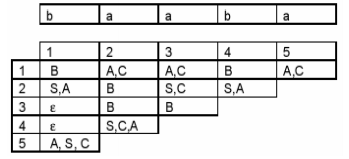 b a a b a
1 2 3 4 5
1 B A,C A,C B A,C
2 S,A B S,C S,A
3 ε B B
4 ε S,C,A
5 A, S, C